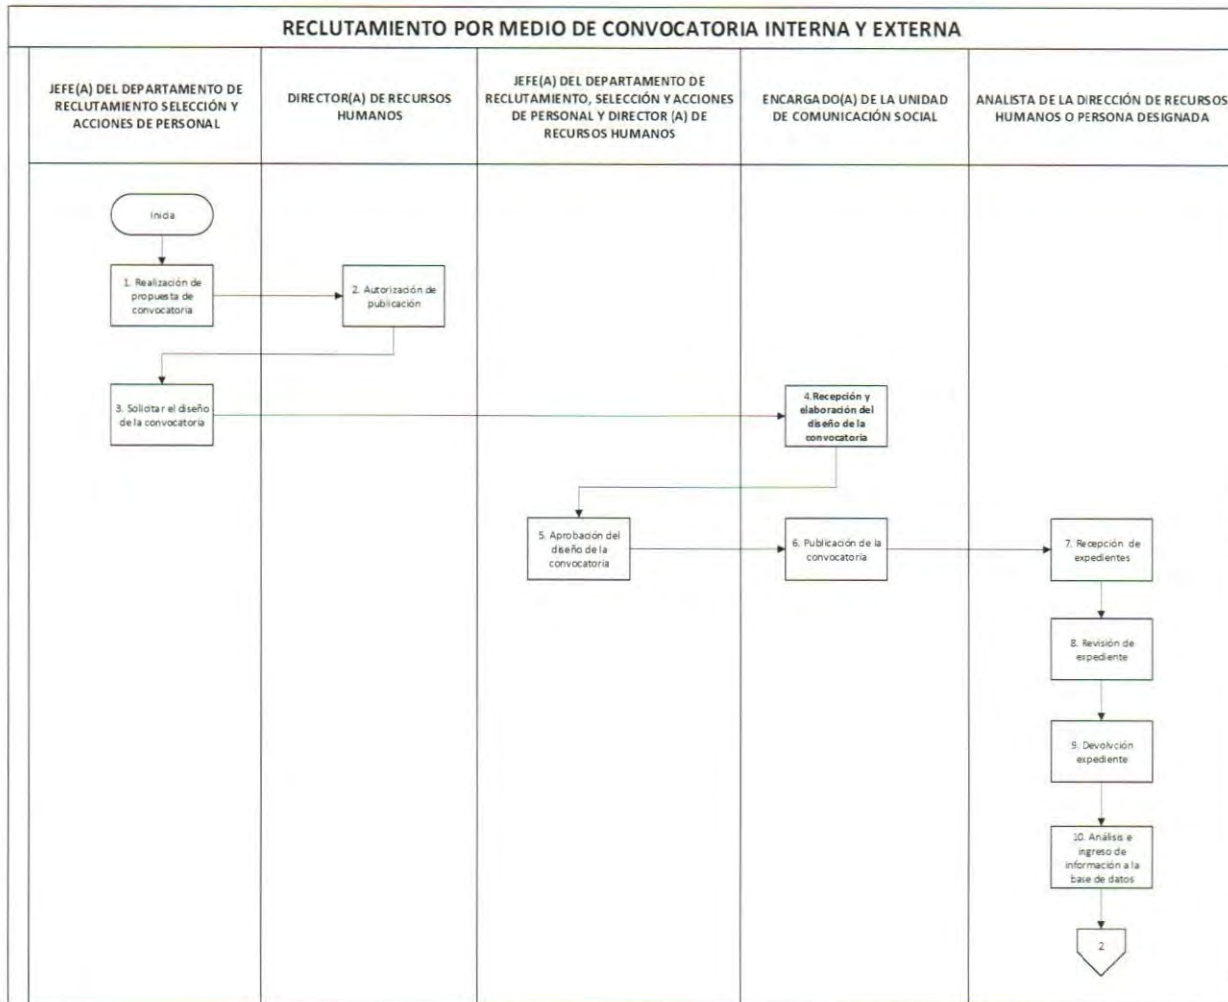 RECLUTAMIENTO POR MEDIO DE CONVOCATORIA INTERNA Y EXTERNA
JEFE(A) DEL DEPARTAMENTO DE
RECLUTAMIENTO SELECCIÓN Y
ACCIONES DE PERSONAL
DIRECTOR(A) DE RECURSOS
HUMANOS
JEFE(A) DEL DEPARTAMENTO DE
RECLUTAMIENTO, SELECCIÓN Y ACCIONES
DE PERSONAL Y DIRECTOR (A) DE
RECURSOS HUMANOS
ENCARGADO(A) DE LA UNIDAD
DE COMUNICACIÓN SOCIAL
ANALISTA DE LA DIRECCIÓN DE RECURSOS
HUMANOS O PERSONA DESIGNADA
Inicia
1. Realización de
propuesta de
convocatoria
2. Autorización de
publicación
3. Solicitar el diseño
de la convocatoria
4.Recepción y
elaboración del
diseño de la
convocatoria
5. Aprobación del
diseño de la
convocatoria
6. Publicación de la
convocatoria
7. Recepción de
expedientes
8. Revisión de
expediente
9. Devolvción
expediente
10. Análisis e
ingreso de
información a la
base de datos
2